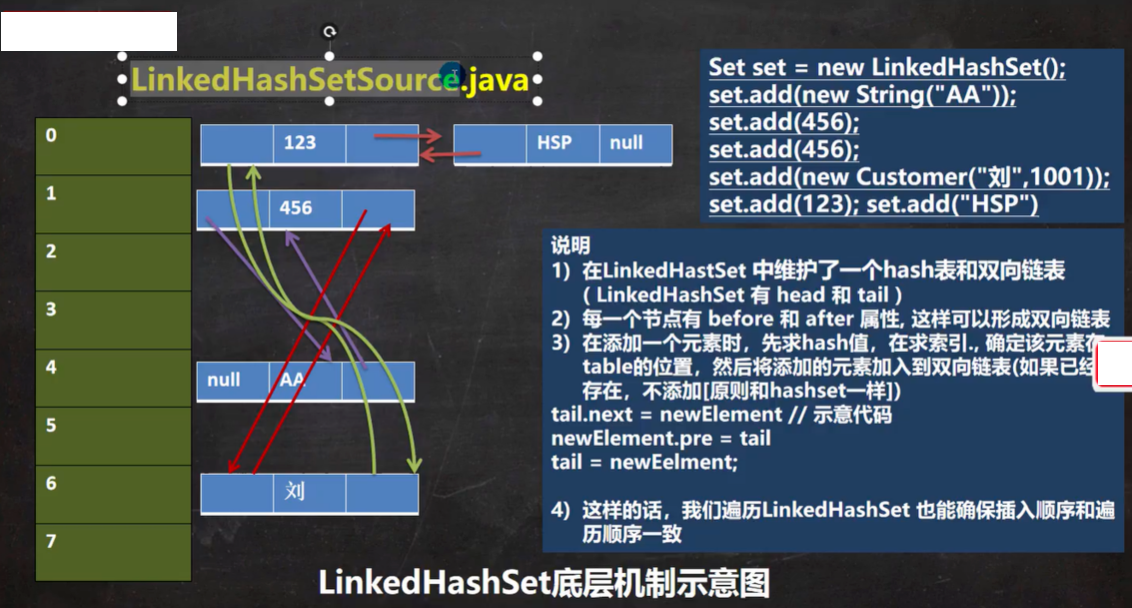 LinkedHashSetSource.java
0
123
HSP
null
1
456
2
3
4
null
AA
5
6
刘
7
Set set = new LinkedHashSet();
set.add(new String("AA"));
set.add(456);
set.add(456);
set.add(new Customer("刘",1001));
set.add(123); set.add("HSP")
说明
1) 在LinkedHastSet 中维护了一个hash表和双向链表
( LinkedHashSet 有 head 和 tail )
2) 每一个节点有 before 和 after 属性, 这样可以形成双向链表
3) 在添加一个元素时，先求hash值，在求索引., 确定该元素在
table的位置，然后将添加的元素加入到双向链表(如果已经
存在，不添加[原则和hashset一样])
tail.next = newElement // 示意代码
newElement.pre = tail
tail = newEelment;
4) 这样的话，我们遍历LinkedHashSet 也能确保插入顺序和遍
历顺序一致
LinkedHashSet底层机制示意图